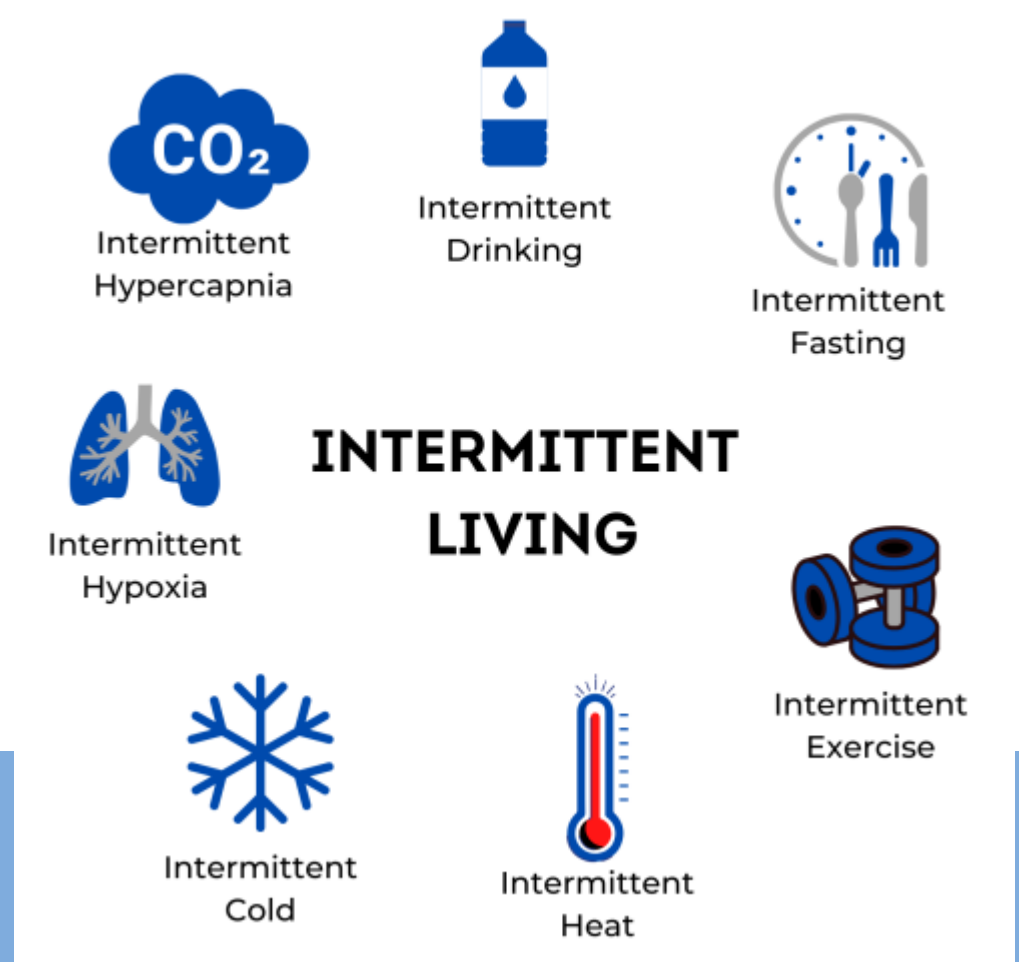 Intermittent
Drinking
CO₂
Intermittent
Hypercapnia
Intermittent
Fasting
INTERMITTENT
LIVING
Intermittent
Hypoxia
Intermittent
Exercise
Intermittent
Cold
Intermittent
Heat